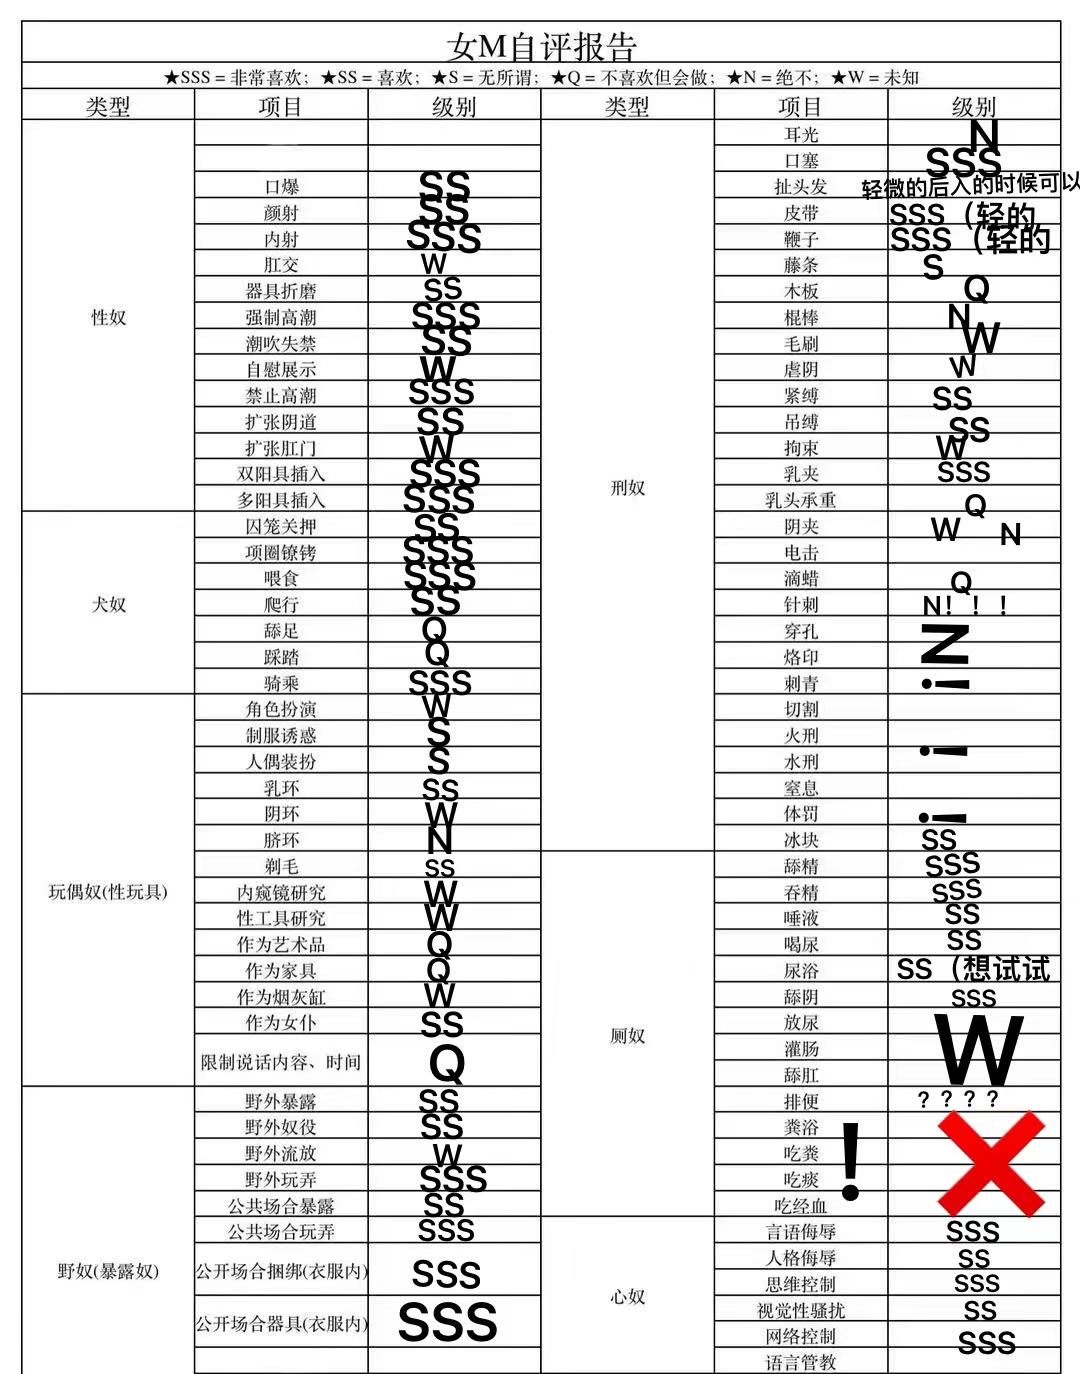 女M自评报告
★SSS = 非常喜欢；★SS = 喜欢；★S = 无所谓；★Q = 不喜欢但会做；★N = 绝不；★W = 未知
类型 项目 级别 类型 项目 级别
性奴
口爆 SS
颜射 SS
内射 SSS
肛交 W
器具折磨 SS
强制高潮 SSS
潮吹失禁 SS
自慰展示 W
禁止高潮 SSS
扩张阴道 SS
扩张肛门 W
双阳具插入 SSS
多阳具插入 SSS
犬奴
囚笼关押 SS
项圈镣铐 SSS
喂食 SSS
爬行 SS
舔足 Q
踩踏 Q
骑乘 SSS
玩偶奴(性玩具)
角色扮演 W
制服诱惑 S
人偶装扮 S
乳环 SS
阴环 W
脐环 N
剃毛 SS
内窥镜研究 W
性工具研究 W
作为艺术品 Q
作为家具 Q
作为烟灰缸 W
作为女仆 SS
限制说话内容、时间 Q
野奴(暴露奴)
野外暴露 SS
野外奴役 SS
野外流放 W
野外玩弄 SSS
公共场合暴露 SS
公共场合玩弄 SSS
公开场合捆绑(衣服内) SSS
公开场合器具(衣服内) SSS
刑奴
耳光 N
口塞 SSS
扯头发 轻微的后入的时候可以
皮带 SSS（轻的
鞭子 SSS（轻的
藤条 S
木板 Q
棍棒 N
毛刷 W
虐阴 W
紧缚 SS
吊缚 SS
拘束 W
乳夹 SSS
乳头承重 Q
阴夹 W N
电击
滴蜡 Q
针刺 N！！！
穿孔
烙印 N
刺青 !
切割
火刑
水刑 !
窒息
体罚 !
冰块 SS
厕奴
舔精 SSS
吞精 SSS
唾液 SS
喝尿 SS
尿浴 SS（想试试
舔阴 SSS
放尿
灌肠 W
舔肛
排便 ？？？？
粪浴
吃粪 !
吃痰
吃经血
心奴
言语侮辱 SSS
人格侮辱 SS
思维控制 SSS
视觉性骚扰 SS
网络控制 SSS
语言管教